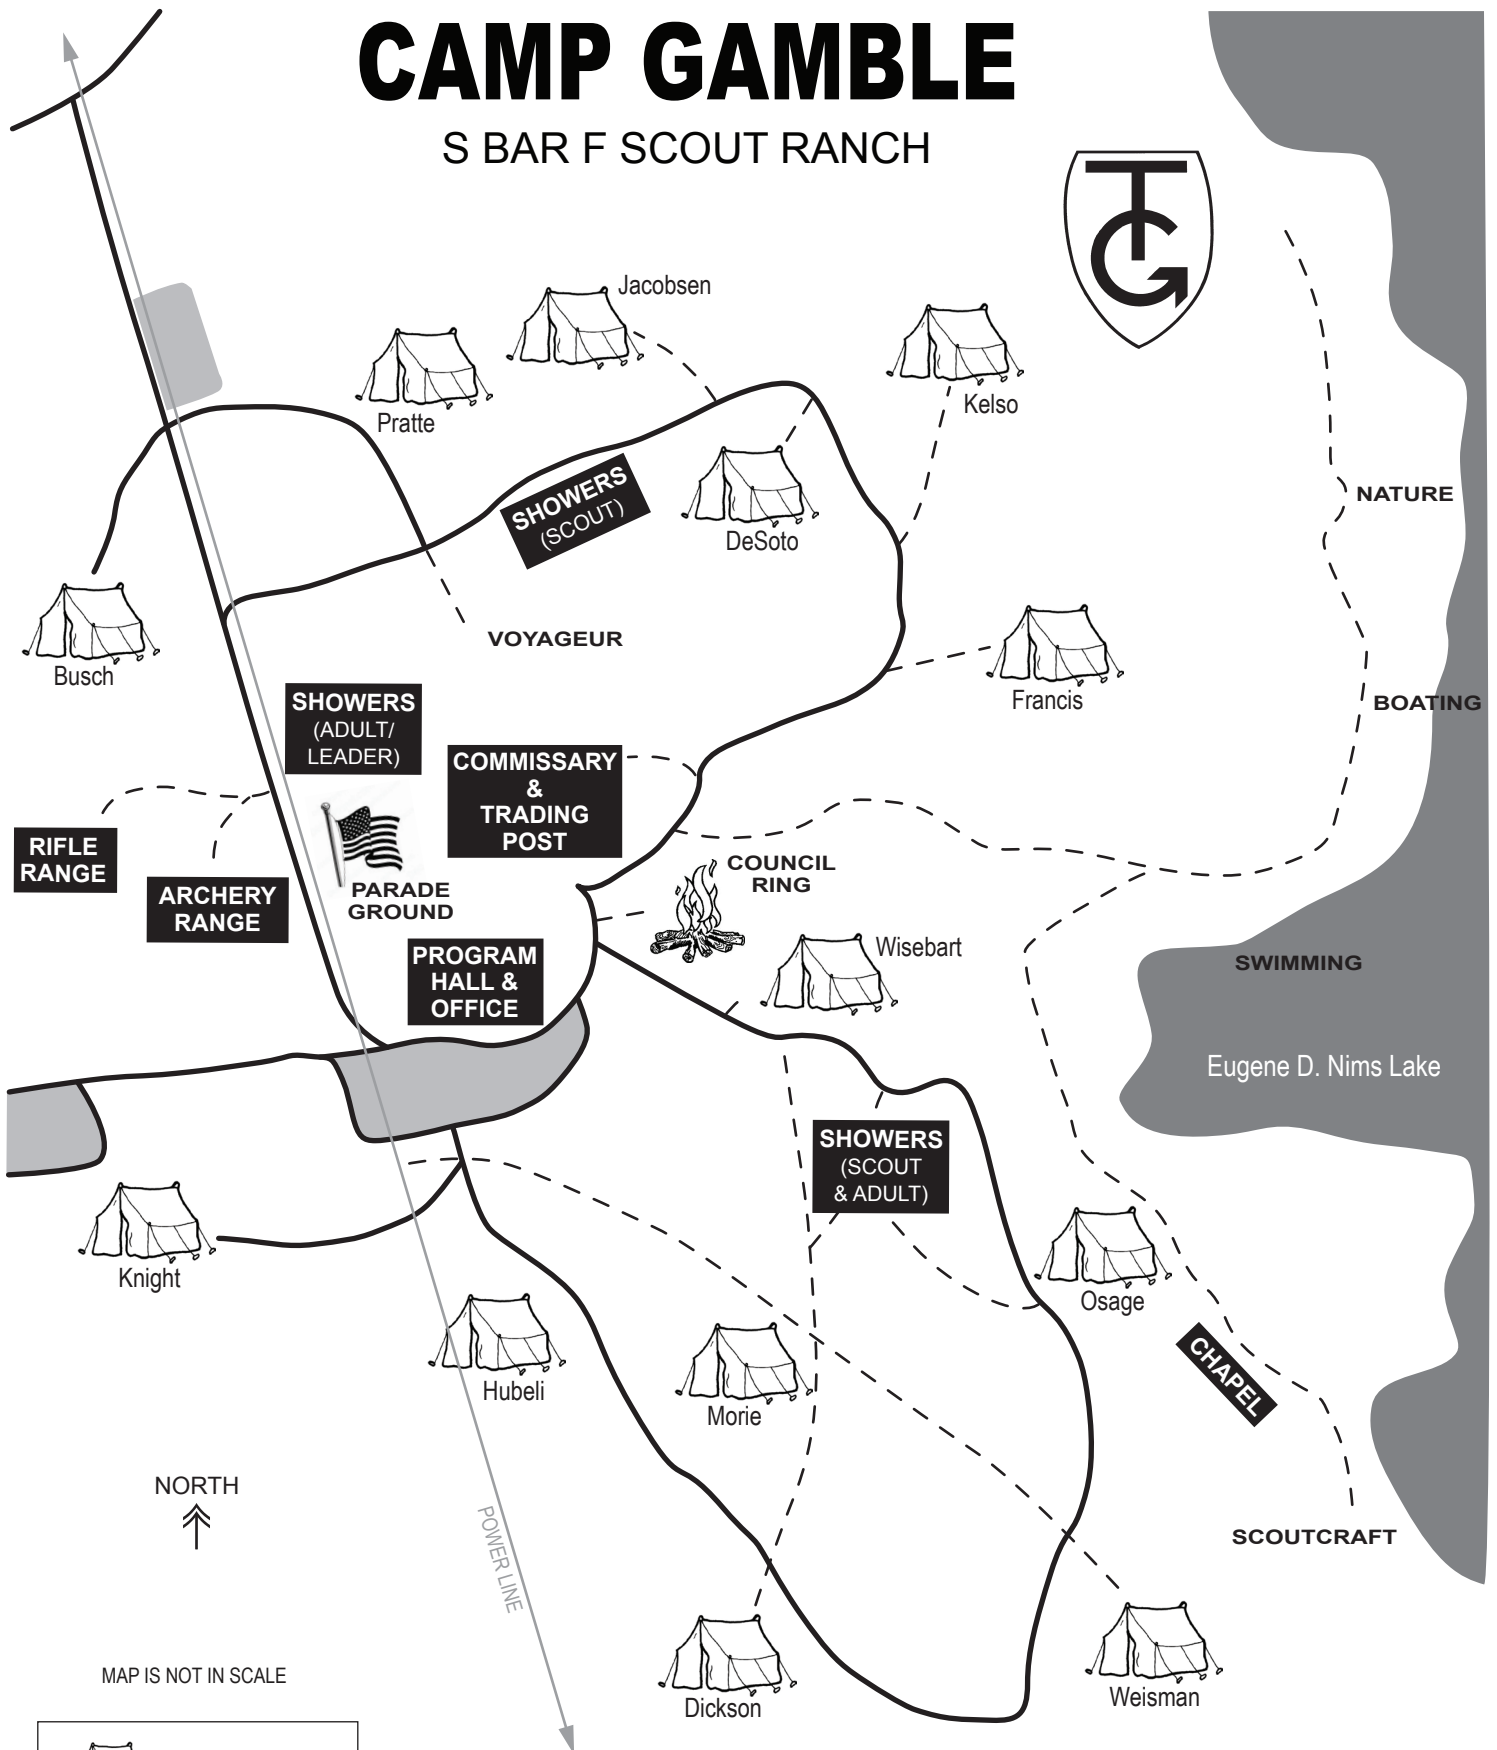 CAMP GAMBLE
S BAR F SCOUT RANCH
TG
Jacobsen
Pratte
Kelso
SHOWERS
(SCOUT)
DeSoto
NATURE
VOYAGEUR
Busch
Francis
BOATING
SHOWERS
(ADULT/
LEADER)
COMMISSARY
&
TRADING
POST
RIFLE
RANGE
ARCHERY
RANGE
PARADE
GROUND
COUNCIL
RING
PROGRAM
HALL &
OFFICE
Wisebart
SWIMMING
Eugene D. Nims Lake
SHOWERS
(SCOUT
& ADULT)
Knight
Osage
Hubeli
Morie
CHAPEL
NORTH
POWER LINE
SCOUTCRAFT
MAP IS NOT IN SCALE
Dickson
Weisman